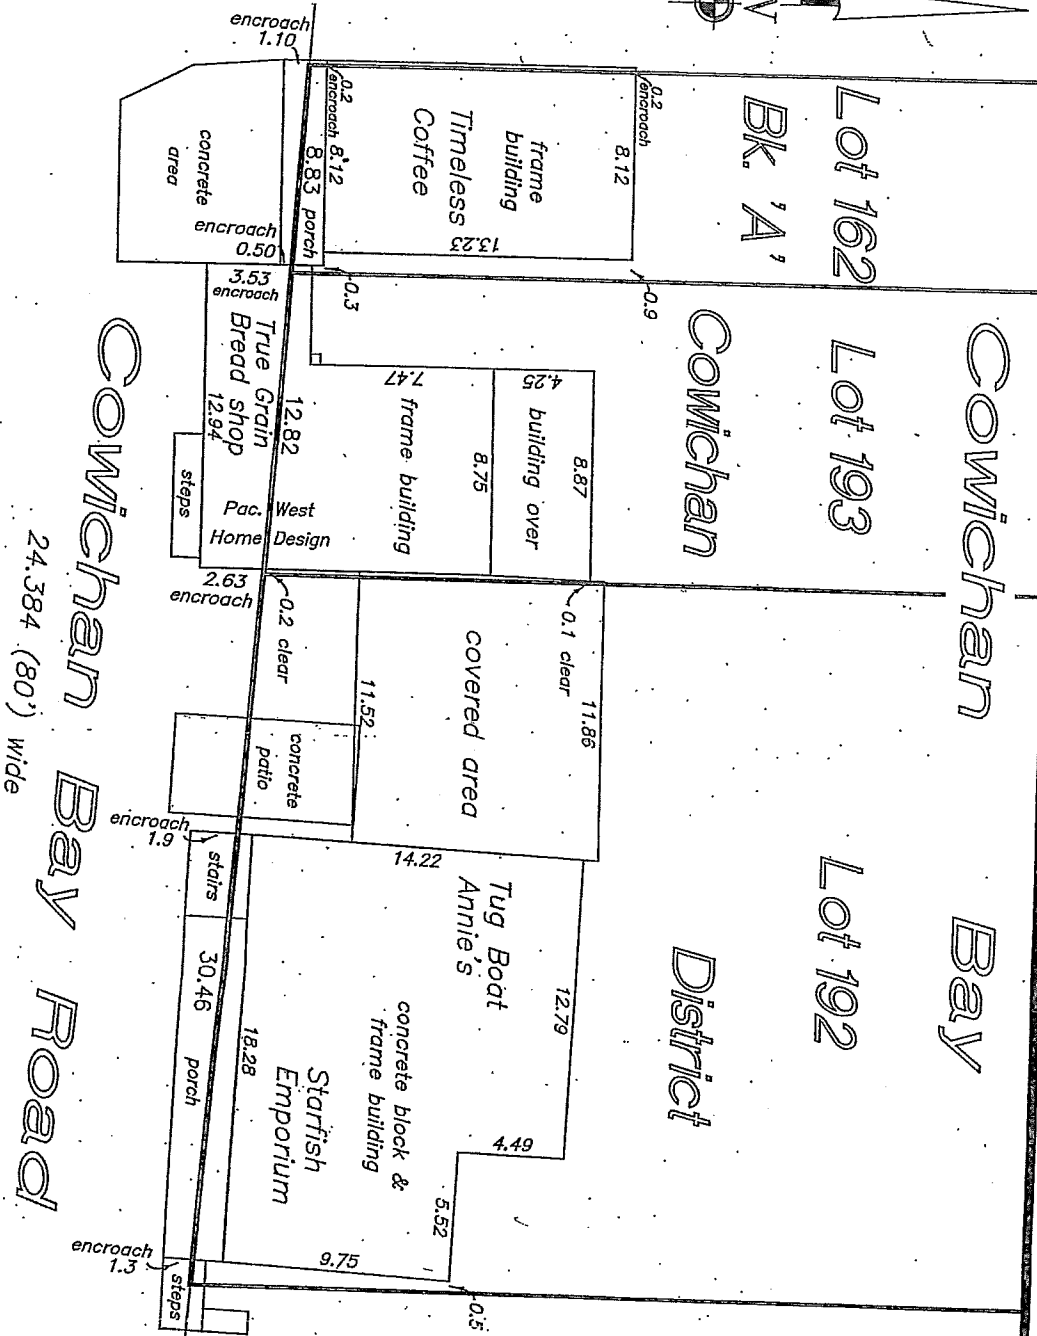 encroach
1.10
0.2
encroach
0.2
encroach
8.12
8.12
8.83 porch
frame
building
Timeless
Coffee
13.23
Lot 162
Bk. 'A'
concrete
area
encroach
0.50
3.53
encroach
0.3
0.9
True Grain
Bread shop
12.94
12.82
7.47
frame building
8.75
4.25
building over
8.87
Lot 193
Cowichan
Cowichan
steps
Pac. West
Home Design
2.63
encroach
0.2 clear
0.1 clear
covered area
11.52
11.86
concrete
patio
encroach
1.9
stairs
14.22
Tug Boat
Annie's
12.79
Lot 192
District
Bay
30.46
porch
18.28
concrete block &
frame building
Starfish
Emporium
4.49
5.52
9.75
0.5
encroach
1.3
steps
Cowichan Bay Road
24.384 (80') wide